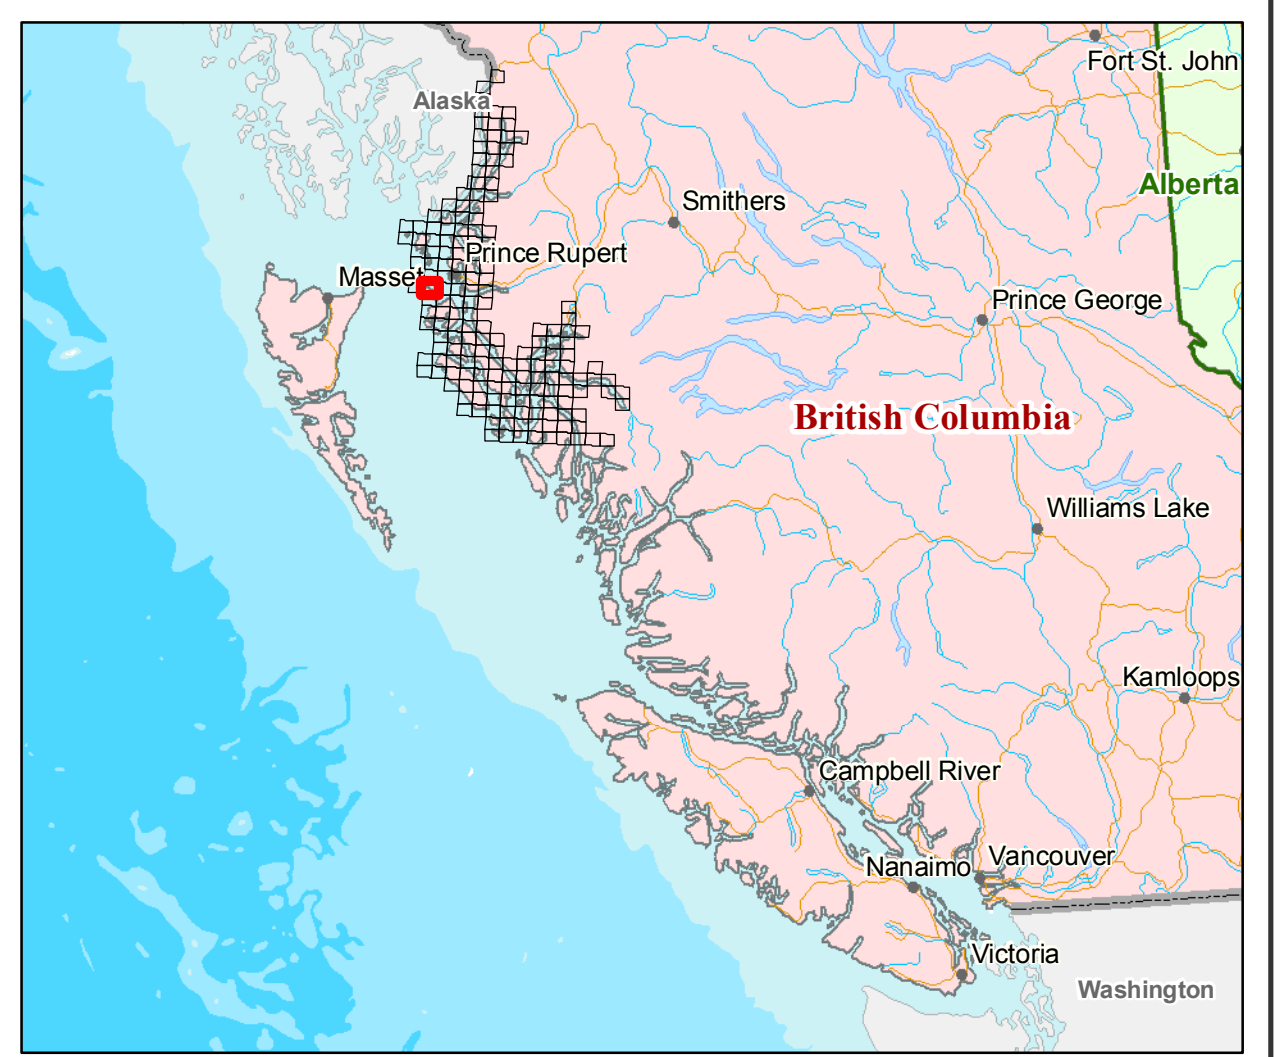 Fort St. John
Alaska
Alberta
Smithers
Prince Rupert
Masset
Prince George
British Columbia
Williams Lake
Kamloops
Campbell River
Vancouver
Nanaimo
Victoria
Washington